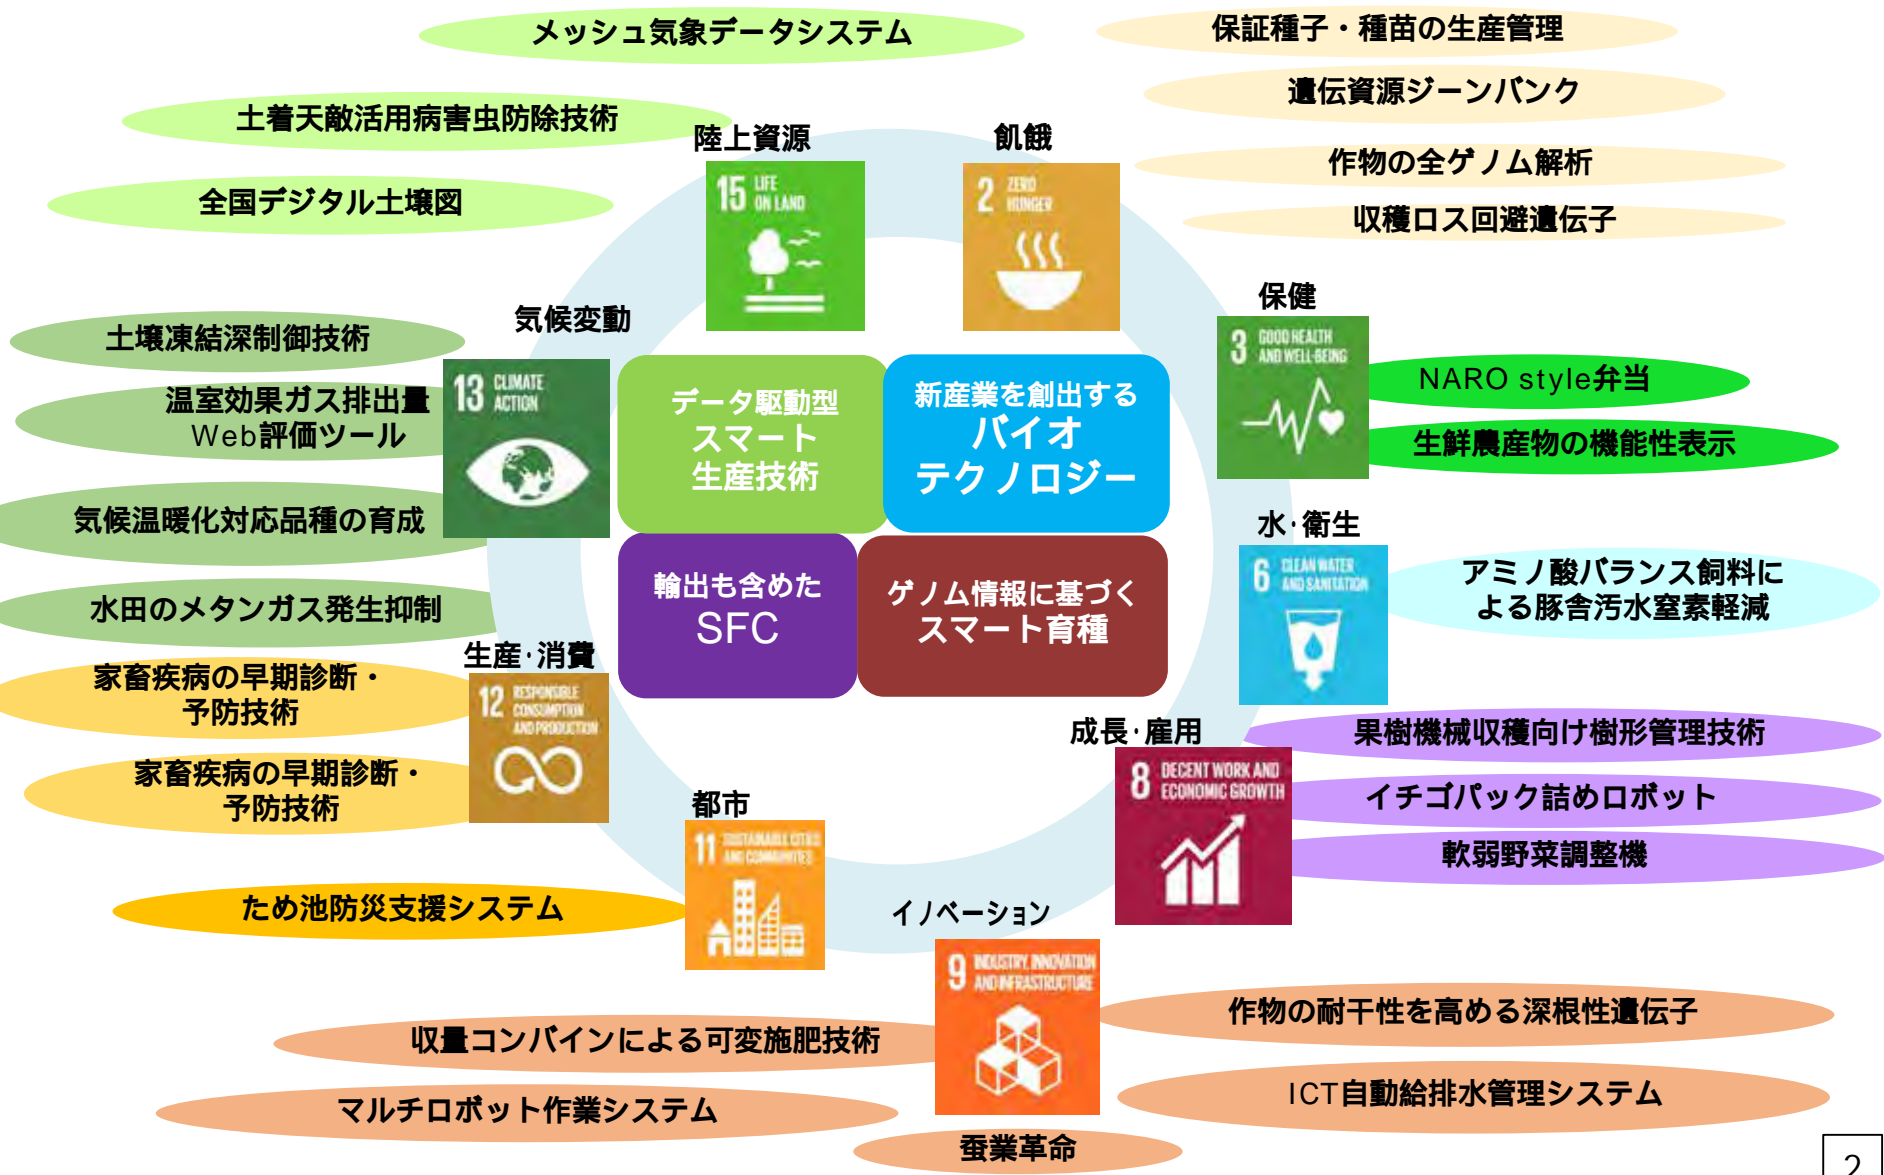 メッシュ気象データシステム
保証種子・種苗の生産管理
遺伝資源ジーンバンク
土着天敵活用病害虫防除技術
陸上資源
飢餓
作物の全ゲノム解析
全国デジタル土壌図
収穫ロス回避遺伝子
15 LIFE
ON LAND
2 ZERO
HUNGER
保健
気候変動
土壌凍結深制御技術
3 GOOD HEALTH
AND WELL-BEING
NARO style弁当
温室効果ガス排出量
Web評価ツール
13 CLIMATE
ACTION
データ駆動型
スマート
生産技術
新産業を創出する
バイオ
テクノロジー
生鮮農産物の機能性表示
気候温暖化対応品種の育成
水・衛生
6 CLEAN WATER
AND SANITATION
アミノ酸バランス飼料に
よる豚舎汚水窒素軽減
水田のメタンガス発生抑制
輸出も含めた
SFC
ゲノム情報に基づく
スマート育種
生産・消費
家畜疾病の早期診断・
予防技術
12 RESPONSIBLE
CONSUMPTION
AND PRODUCTION
成長・雇用
果樹機械収穫向け樹形管理技術
家畜疾病の早期診断・
予防技術
8 DECENT WORK AND
ECONOMIC GROWTH
イチゴパック詰めロボット
都市
11 SUSTAINABLE CITIES
AND COMMUNITIES
軟弱野菜調整機
ため池防災支援システム
イノベーション
9 INDUSTRY, INNOVATION
AND INFRASTRUCTURE
作物の耐干性を高める深根性遺伝子
収量コンバインによる可変施肥技術
ICT自動給排水管理システム
マルチロボット作業システム
蚕業革命
2